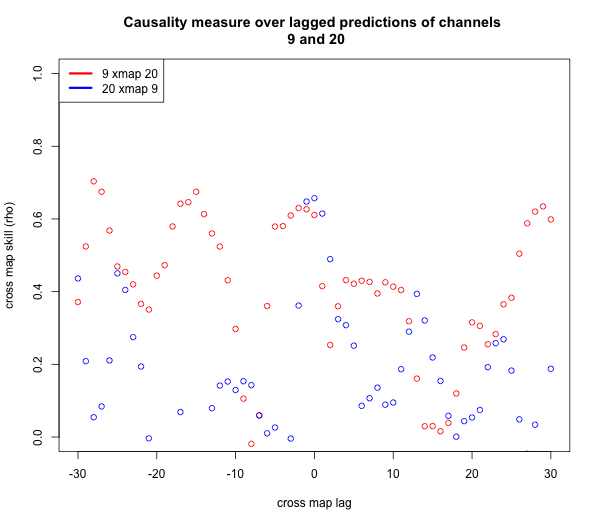 Causality measure over lagged predictions of channels
9 and 20
9 xmap 20
20 xmap 9
cross map skill (rho)
1.0
0.8
0.6
0.4
0.2
0.0
-30 -20 -10 0 10 20 30
cross map lag